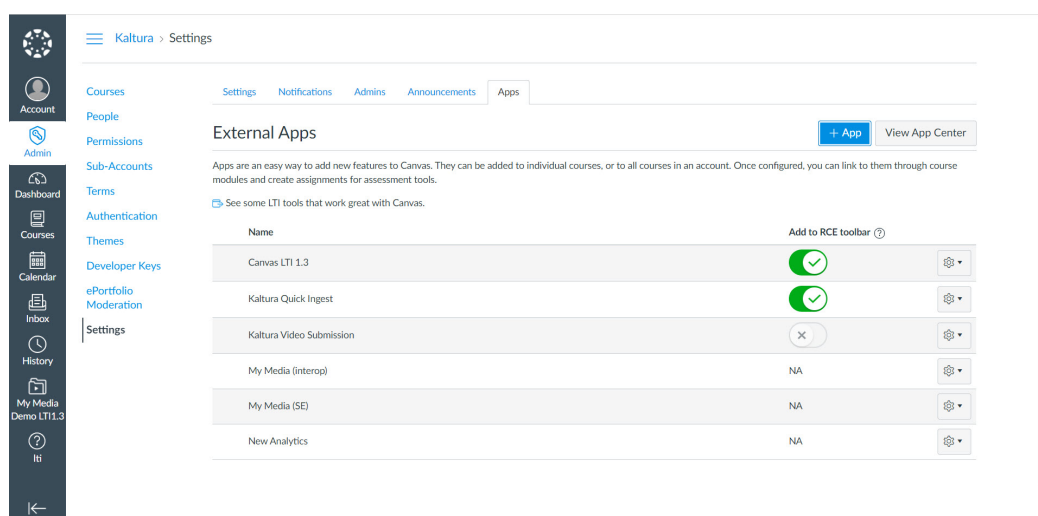 Kaltura > Settings
Account
Admin
Dashboard
Courses
Calendar
Inbox
History
My Media
Demo LTI1.3
lti
Courses
People
Permissions
Sub-Accounts
Terms
Authentication
Themes
Developer Keys
ePortfolio
Moderation
Settings
Settings Notifications Admins Announcements Apps
External Apps
+ App View App Center
Apps are an easy way to add new features to Canvas. They can be added to individual courses, or to all courses in an account. Once configured, you can link to them through course
modules and create assignments for assessment tools.
See some LTI tools that work great with Canvas.
Name Add to RCE toolbar ?
Canvas LTI 1.3
Kaltura Quick Ingest
Kaltura Video Submission
My Media (interop) NA
My Media (SE) NA
New Analytics NA